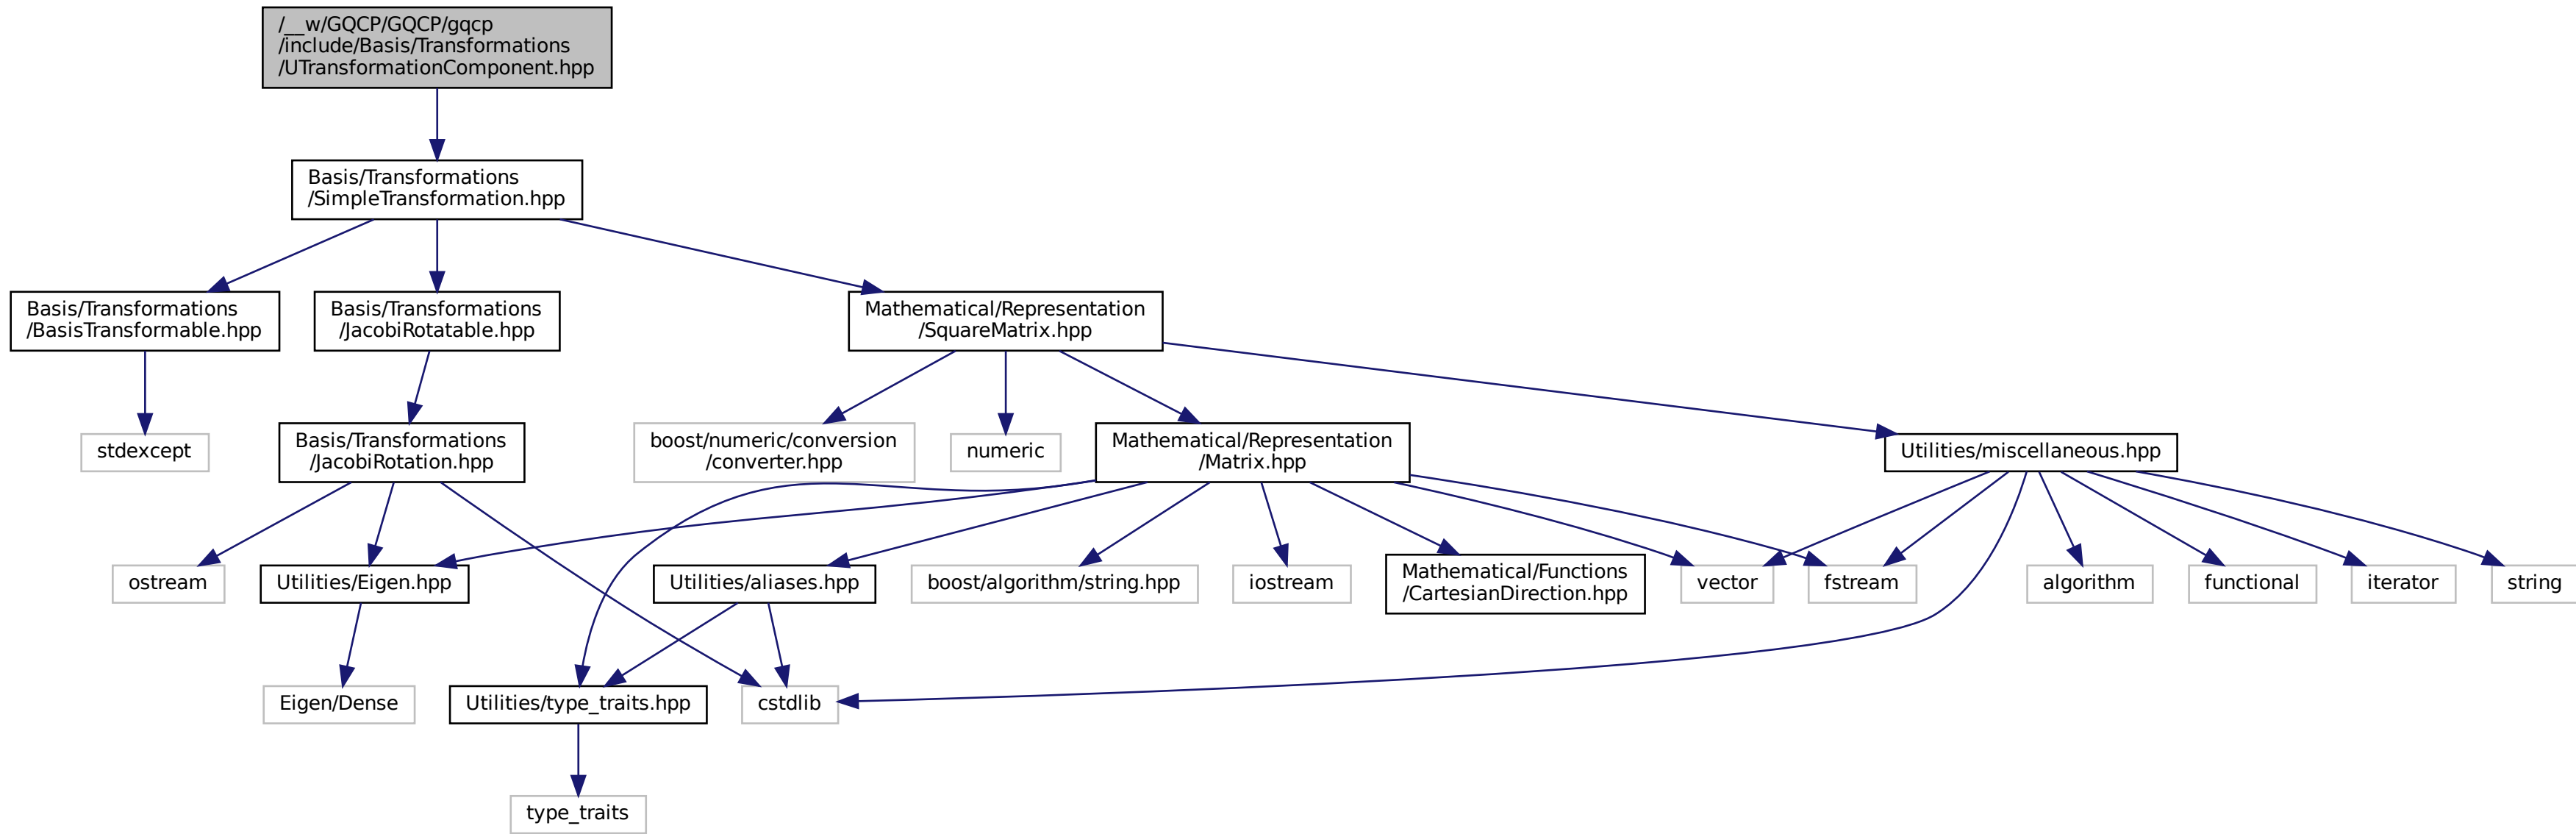 /__w/GQCP/GQCP/gqcp
/include/Basis/Transformations
/UTransformationComponent.hpp
Basis/Transformations
/SimpleTransformation.hpp
Basis/Transformations
/BasisTransformable.hpp
Basis/Transformations
/JacobiRotatable.hpp
Mathematical/Representation
/SquareMatrix.hpp
stdexcept
Basis/Transformations
/JacobiRotation.hpp
boost/numeric/conversion
/converter.hpp
numeric
Mathematical/Representation
/Matrix.hpp
Utilities/miscellaneous.hpp
ostream
Utilities/Eigen.hpp
Utilities/aliases.hpp
boost/algorithm/string.hpp
iostream
Mathematical/Functions
/CartesianDirection.hpp
vector
fstream
algorithm
functional
iterator
string
Eigen/Dense
Utilities/type_traits.hpp
cstdlib
type_traits